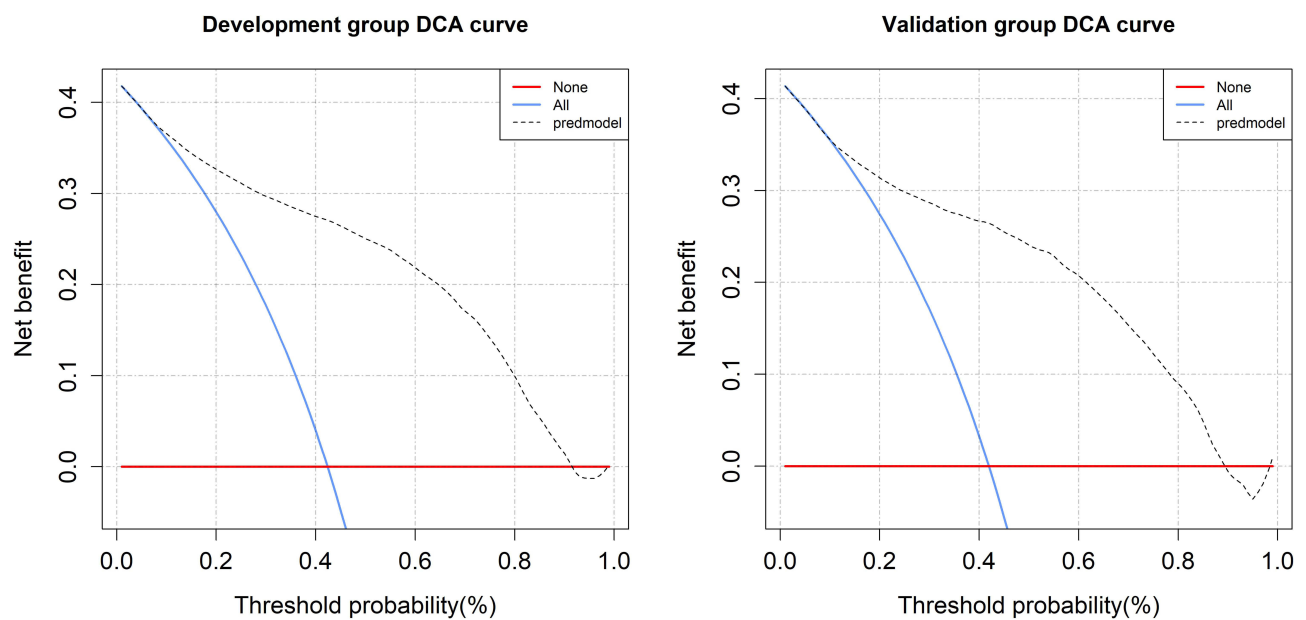 Development group DCA curve
None
All
predmodel
0.4
0.3
0.2
0.1
0.0
Net benefit
0.0 0.2 0.4 0.6 0.8 1.0
Threshold probability(%)
Validation group DCA curve
None
All
predmodel
0.4
0.3
0.2
0.1
0.0
Net benefit
0.0 0.2 0.4 0.6 0.8 1.0
Threshold probability(%)